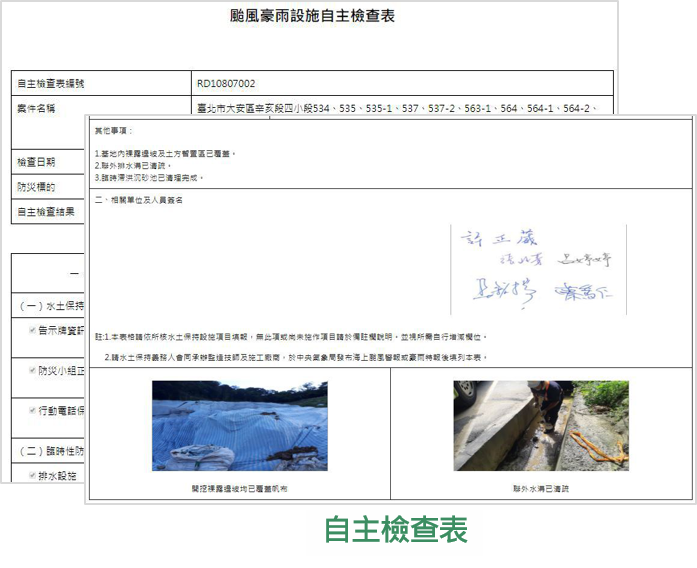 颱風豪雨設施自主檢查表
自主檢查表編號 RD10807002
案件名稱 臺北市大安區辛亥段四小段534、535、535-1、537、537-2、563-1、564、564-1、564-2、
檢查日期
防災標的
自主檢查結果
一
（一）水土保持
告示牌資訊
防災小組正
行動電話保
（二）臨時性防
排水設施
其他事項：
1.基地內裸露邊坡及土方暫置區已覆蓋。
2.聯外排水溝已清疏。
3.臨時滯洪沉砂池已清理完成。
二、相關單位及人員簽名
註:1.本表格請依所核水土保持設施項目填報，無此項或尚未施作項目請於備註欄說明，並視所需自行增減欄位。
2.請水土保持義務人會同承辦監造技師及施工廠商，於中央氣象局發布海上颱風警報或豪雨特報後填列本表。
開挖裸露邊坡均已覆蓋帆布
聯外水溝已清疏
自主檢查表